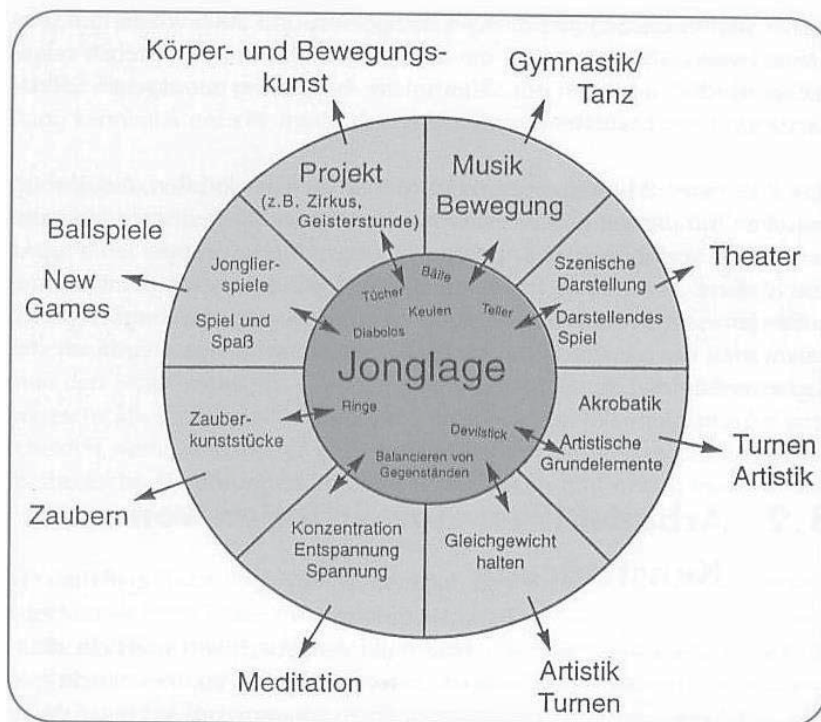 Körper- und Bewegungs-
kunst
Gymnastik/
Tanz
Projekt
(z.B. Zirkus,
Geisterstunde)
Musik
Bewegung
Ballspiele
New
Games
Jonglier-
spiele
Spiel und
Spaß
Szenische
Darstellung
Darstellendes
Spiel
Theater
Tücher
Bälle
Keulen
Teller
Diabolos
Jonglage
Ringe
Devilstick
Balancieren von
Gegenständen
Zauber-
kunststücke
Akrobatik
Artistische
Grundelemente
Turnen
Artistik
Zaubern
Konzentration
Entspannung
Spannung
Gleichgewicht
halten
Meditation
Artistik
Turnen